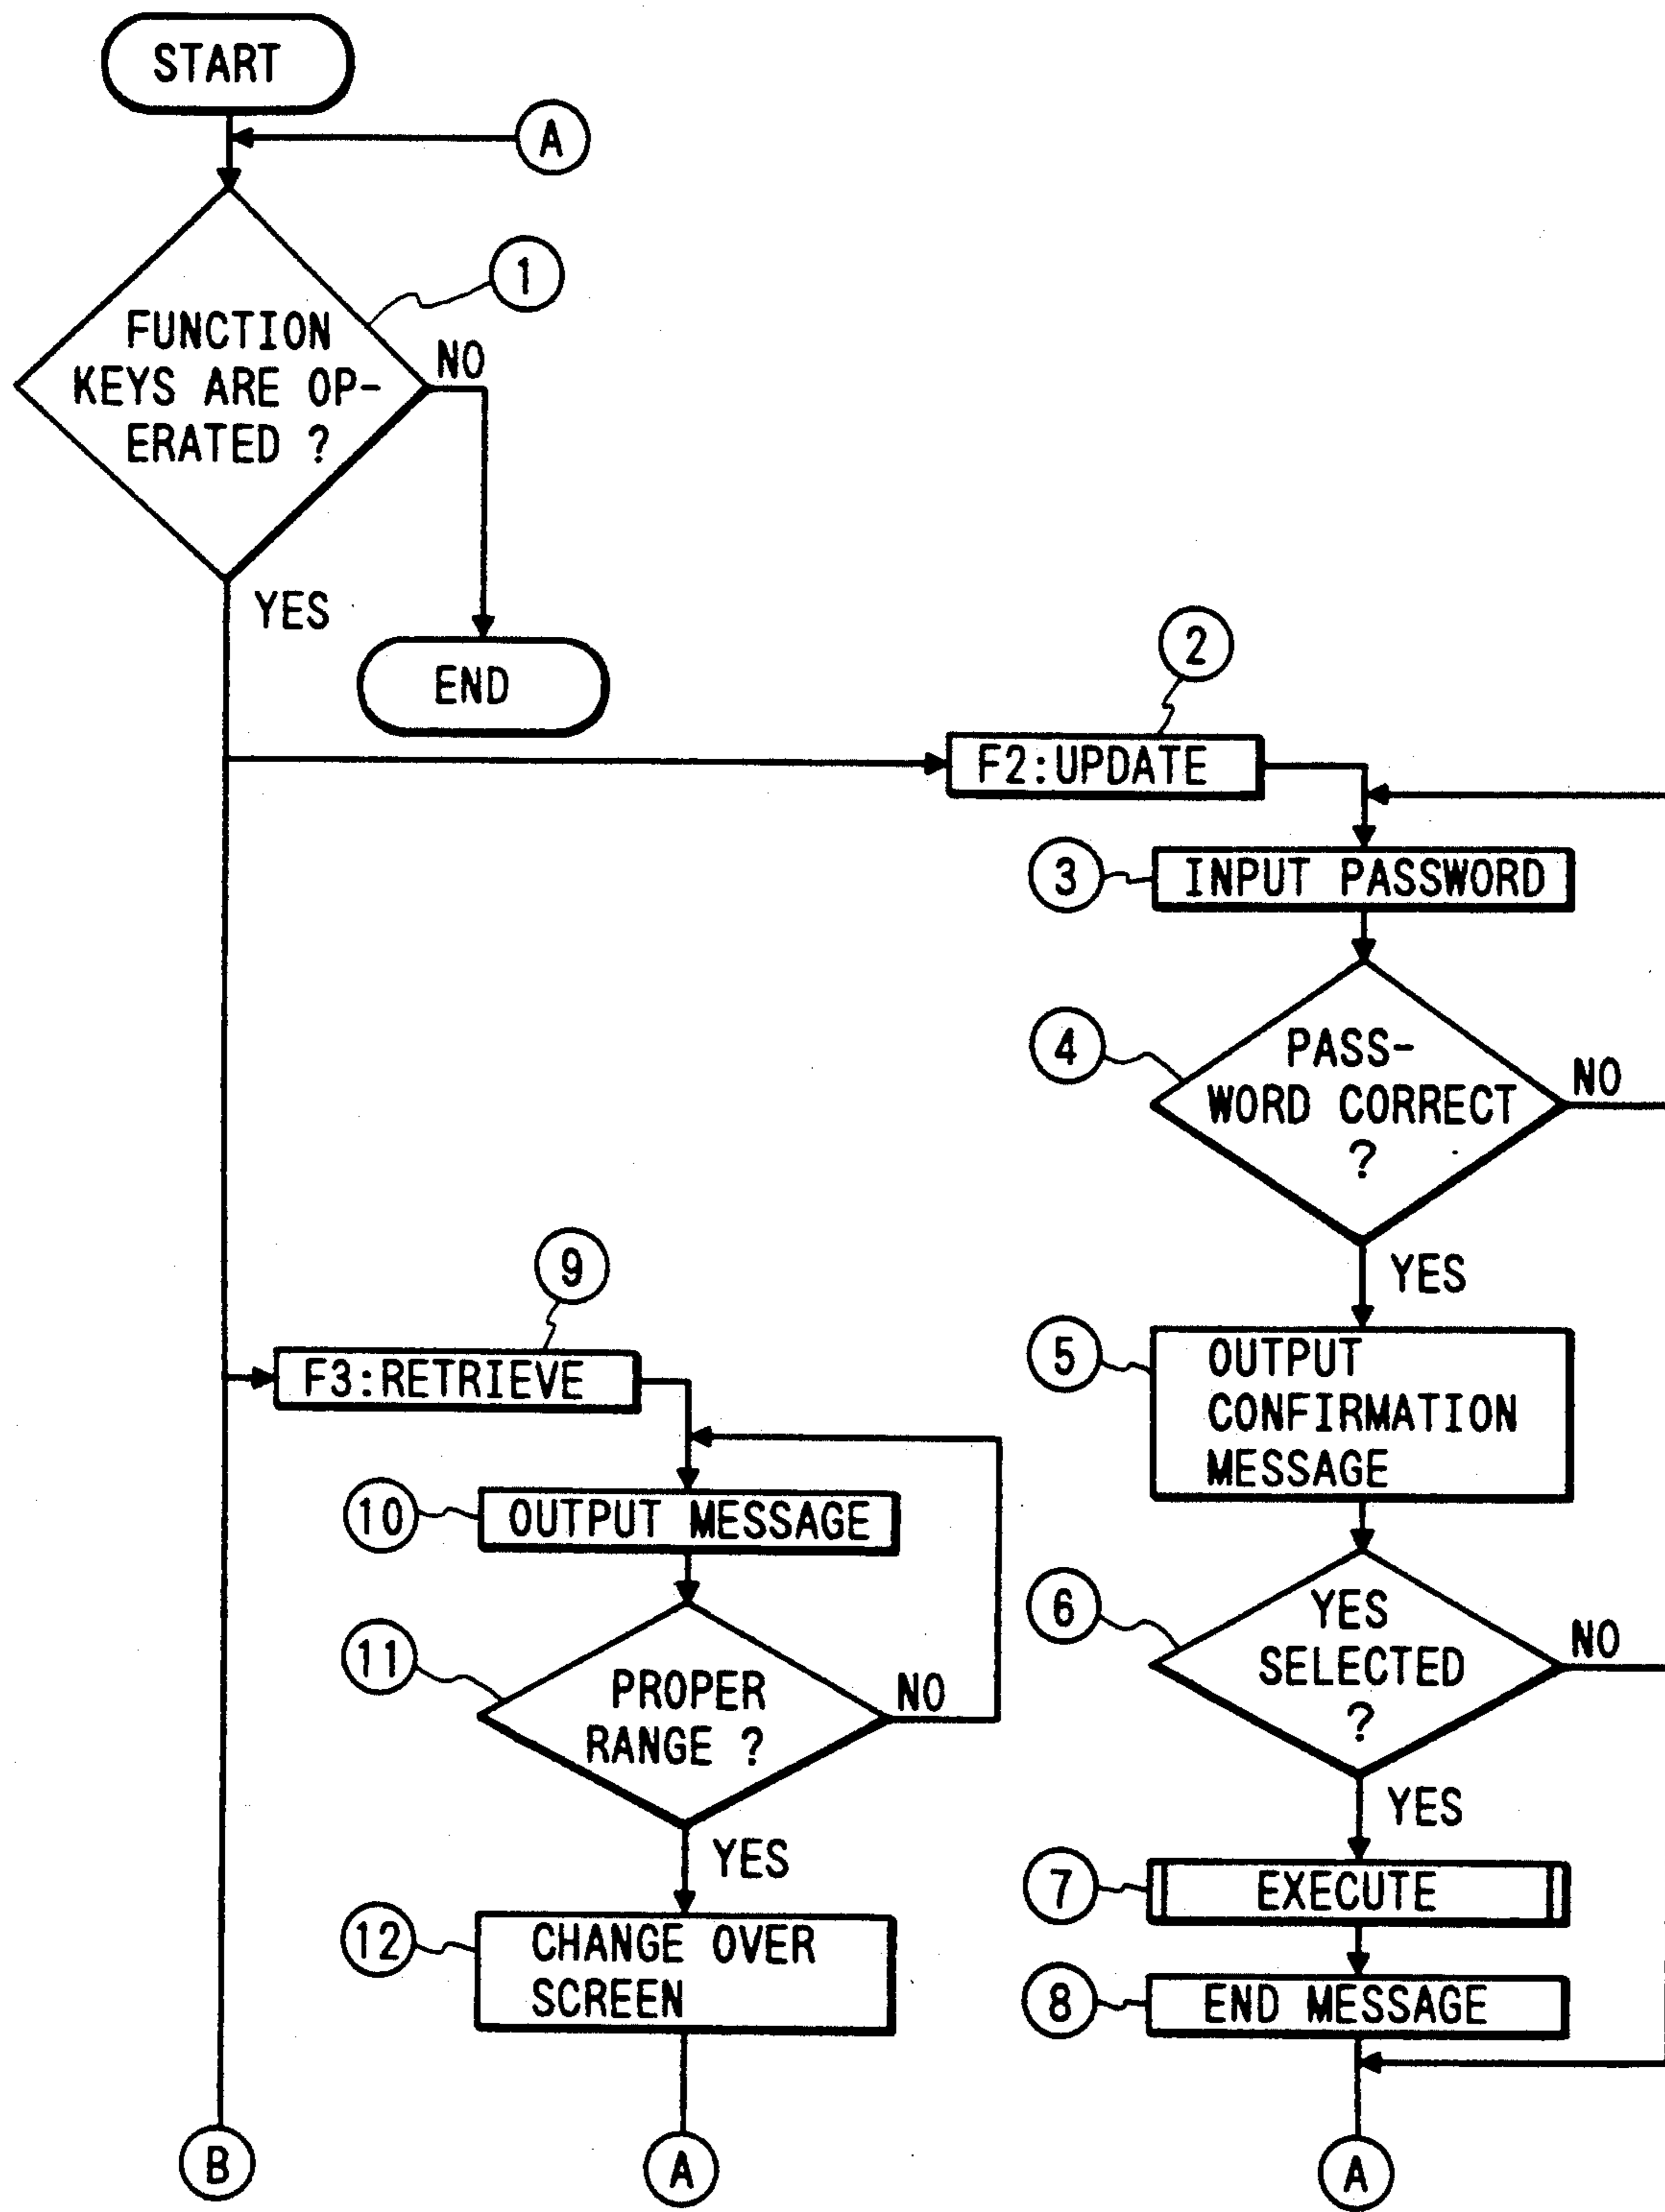 START
A
1
FUNCTION
KEYS ARE OP-
ERATED ?
NO
YES
END
2
F2:UPDATE
3
INPUT PASSWORD
4
PASS-
WORD CORRECT
?
NO
YES
5
OUTPUT
CONFIRMATION
MESSAGE
6
YES
SELECTED
?
NO
YES
7
EXECUTE
8
END MESSAGE
A
9
F3:RETRIEVE
10
OUTPUT MESSAGE
11
PROPER
RANGE ?
NO
YES
12
CHANGE OVER
SCREEN
A
B